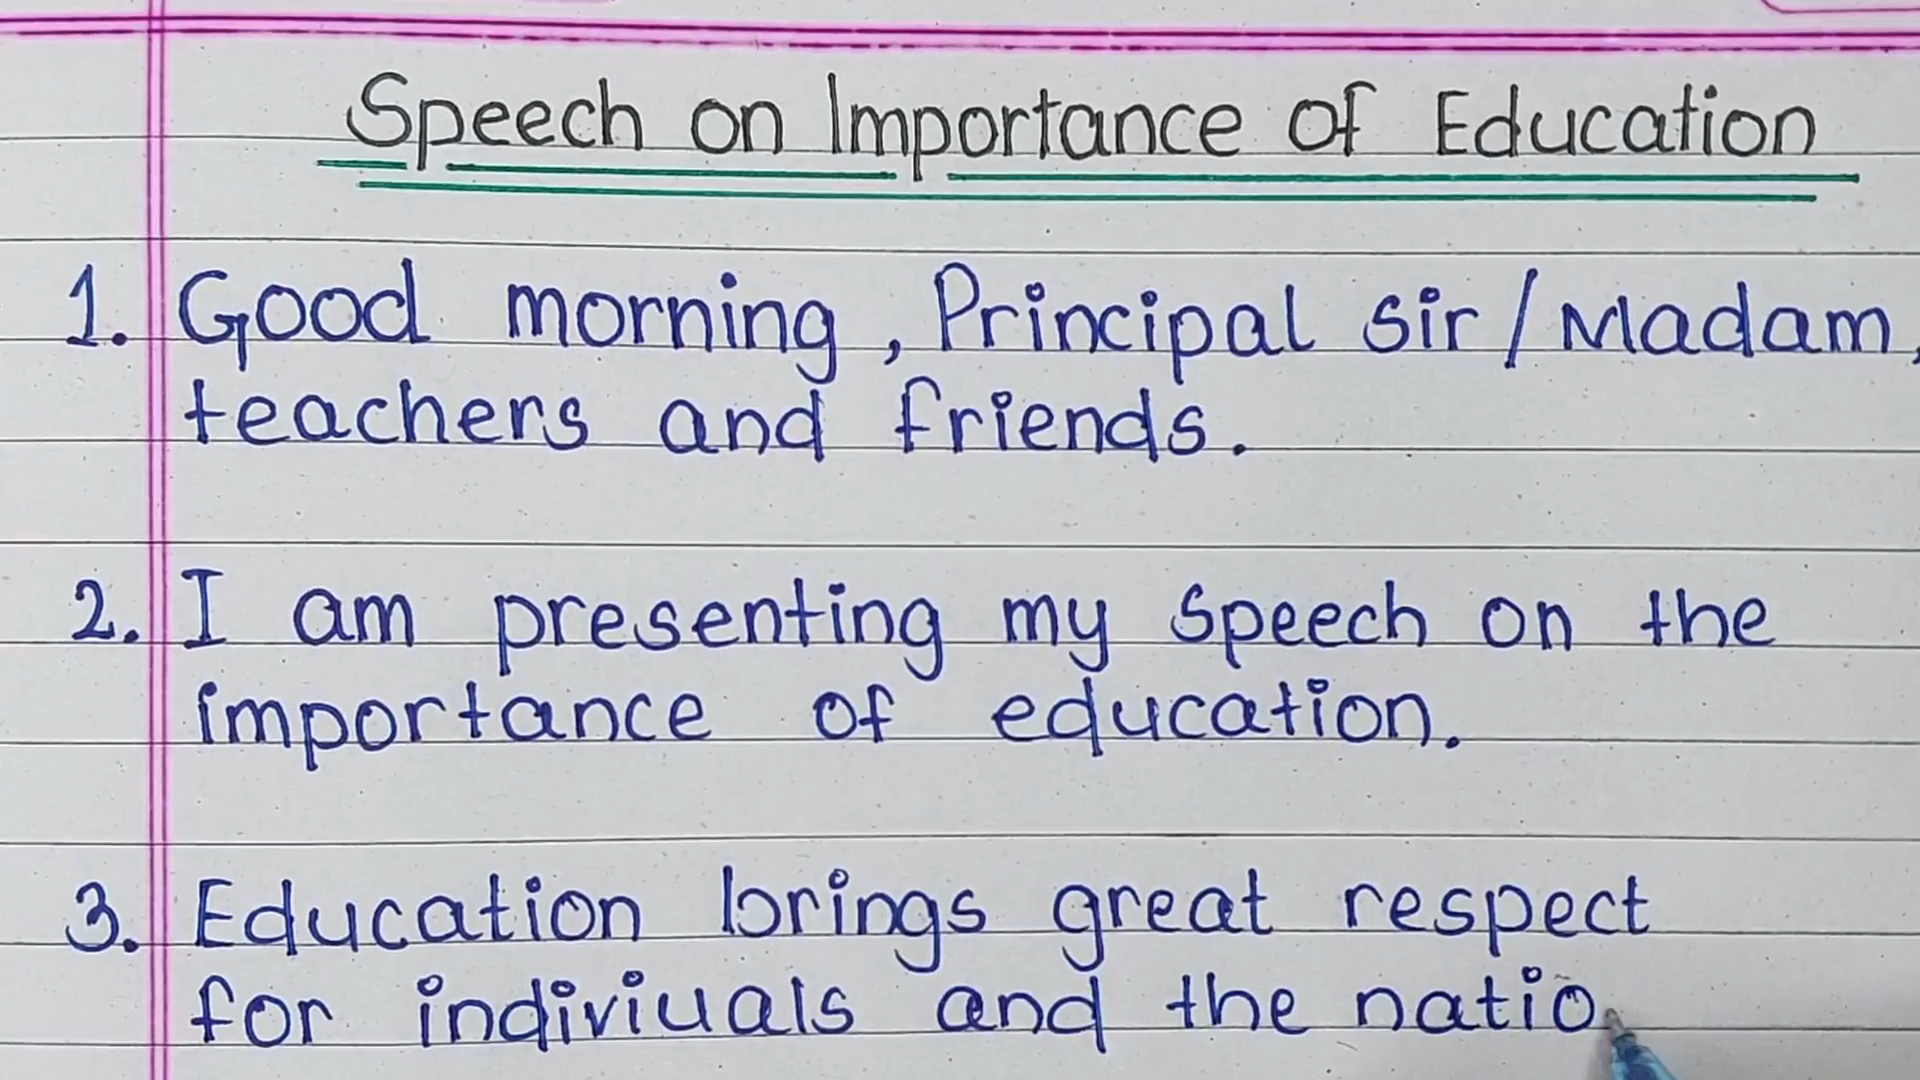 Speech on Importance of Education
1. Good morning, Principal sir/Madam,
teachers and friends.
2. I am presenting my speech on the
importance of education.
3. Education brings great respect
for indiviuals and the natio